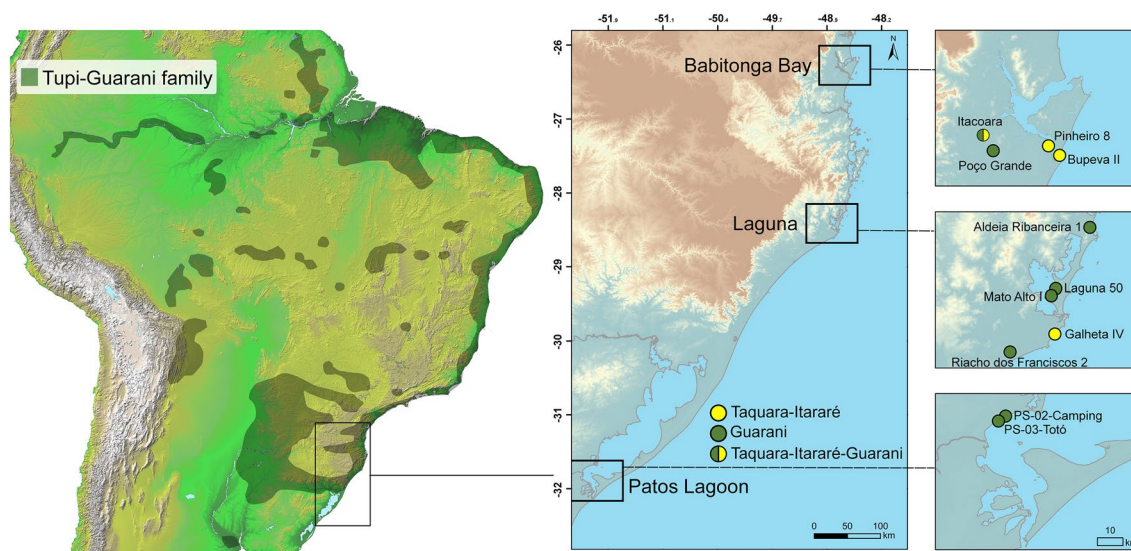 Tupi-Guarani family
-51.9 -51.1 -50.4 -49.7 -48.9 -48.2
-26
-27
-28
-29
-30
-31
-32
N
Babitonga Bay
Laguna
Taquara-Itararé
Guarani
Taquara-Itararé-Guarani
Patos Lagoon
0 50 100
km
Itacoara
Pinheiro 8
Poço Grande
Bupeva II
Aldeia Ribanceira 1
Laguna 50
Mato Alto I
Galheta IV
Riacho dos Franciscos 2
PS-02-Camping
PS-03-Totó
10
km